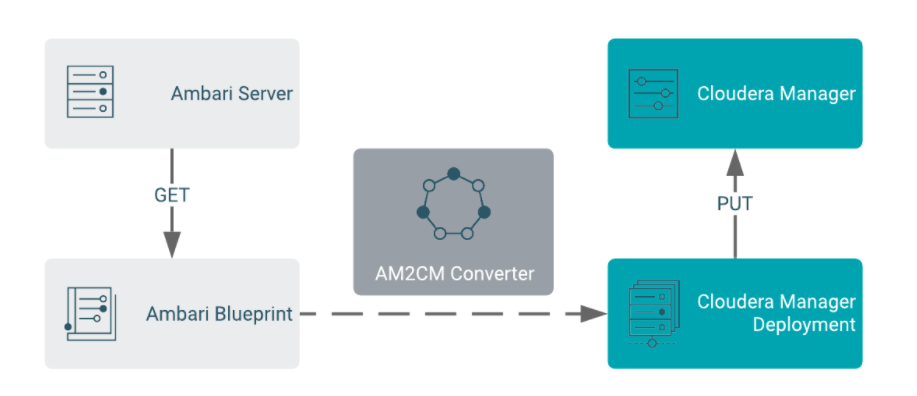 Ambari Server
Cloudera Manager
GET
PUT
AM2CM Converter
Ambari Blueprint
Cloudera Manager
Deployment